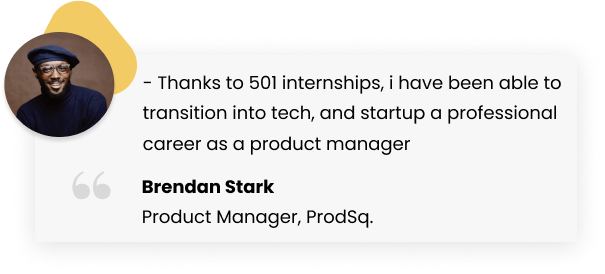 - Thanks to 501 internships, i have been able to
transition into tech, and startup a professional
career as a product manager
Brendan Stark
Product Manager, ProdSq.